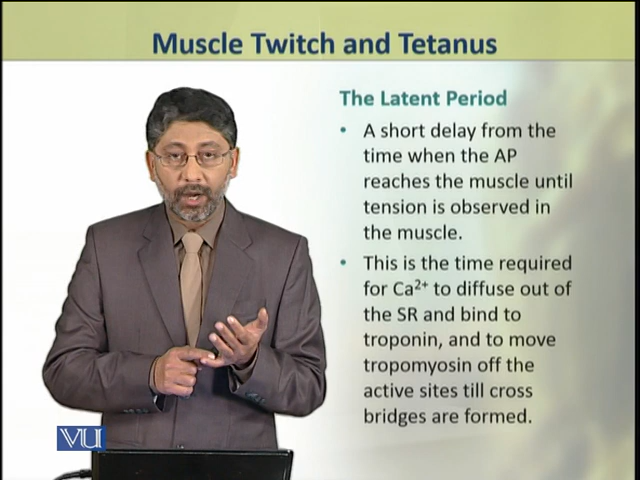 Muscle Twitch and Tetanus
The Latent Period
• A short delay from the
time when the AP
reaches the muscle until
tension is observed in
the muscle.
• This is the time required
for Ca²⁺ to diffuse out of
the SR and bind to
troponin, and to move
tropomyosin off the
active sites till cross
bridges are formed.
VU